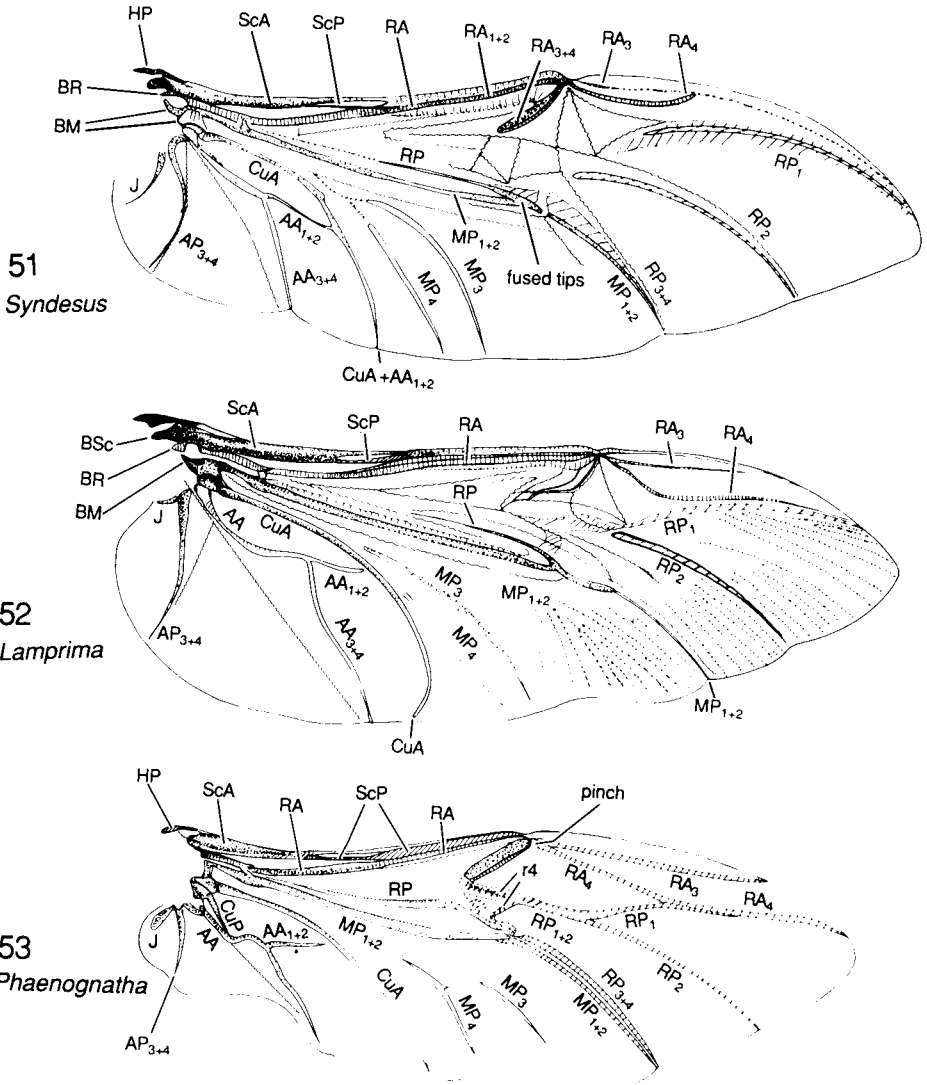 HP ScA ScP RA RA₁₊₂ RA₃₊₄ RA₃ RA₄
BR
BM
RP RP₁
CuA
J AA₁₊₂ RP₂
AP₃₊₄ MP₁₊₂
51 AA₃₊₄ MP₄ MP₃ fused tips MP₁₊₂ RP₃₊₄
Syndesus
CuA+AA₁₊₂
ScA ScP RA RA₃ RA₄
BSc
BR
BM RP
J AA CuA RP₁
AA₁₊₂ MP₃ MP₁₊₂ RP₂
52 AP₃₊₄ AA₃₊₄ MP₄
Lamprima
MP₁₊₂
CuA
HP ScA RA ScP RA pinch
r4
RP RA₄ RA₃ RA₄
CuP AA₁₊₂ MP₁₊₂ RP₁₊₂ RP₁
53 J AA CuA RP₂
Phaenognatha MP₄ MP₃ MP₁₊₂ RP₃₊₄
AP₃₊₄